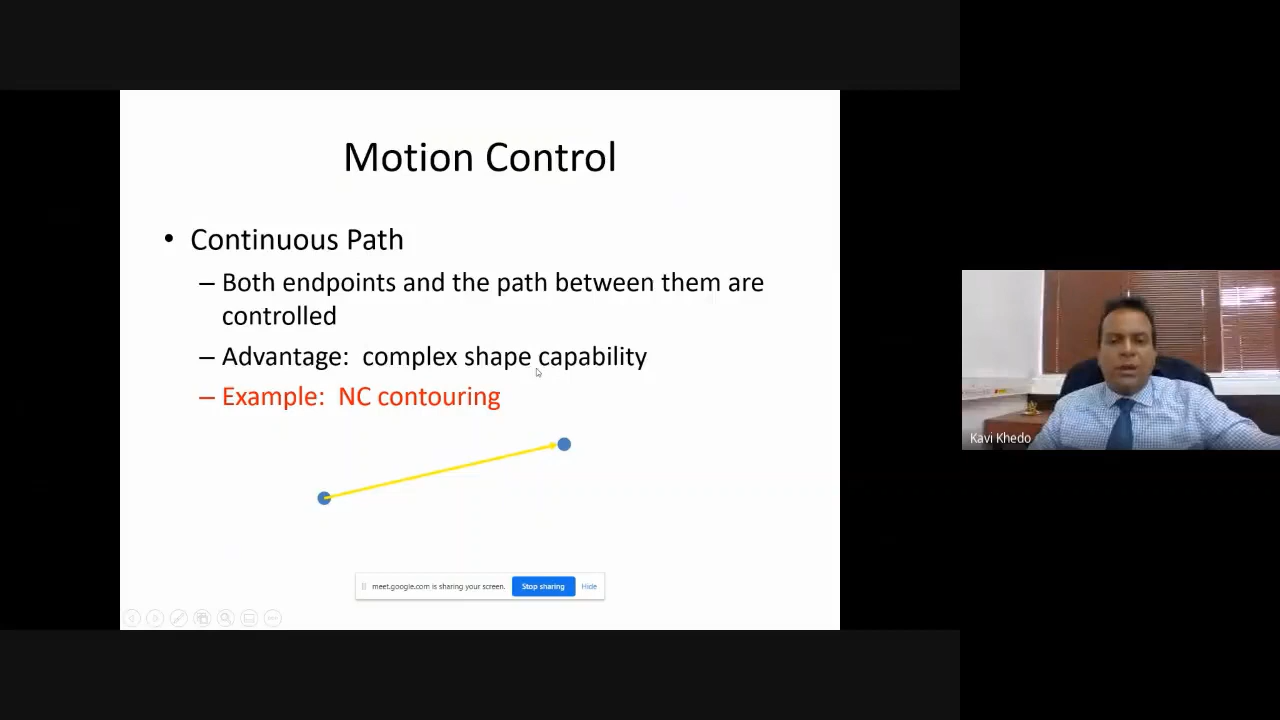 Motion Control
• Continuous Path
– Both endpoints and the path between them are
controlled
– Advantage: complex shape capability
– Example: NC contouring
meet.google.com is sharing your screen. Stop sharing Hide
Kavi Khedo